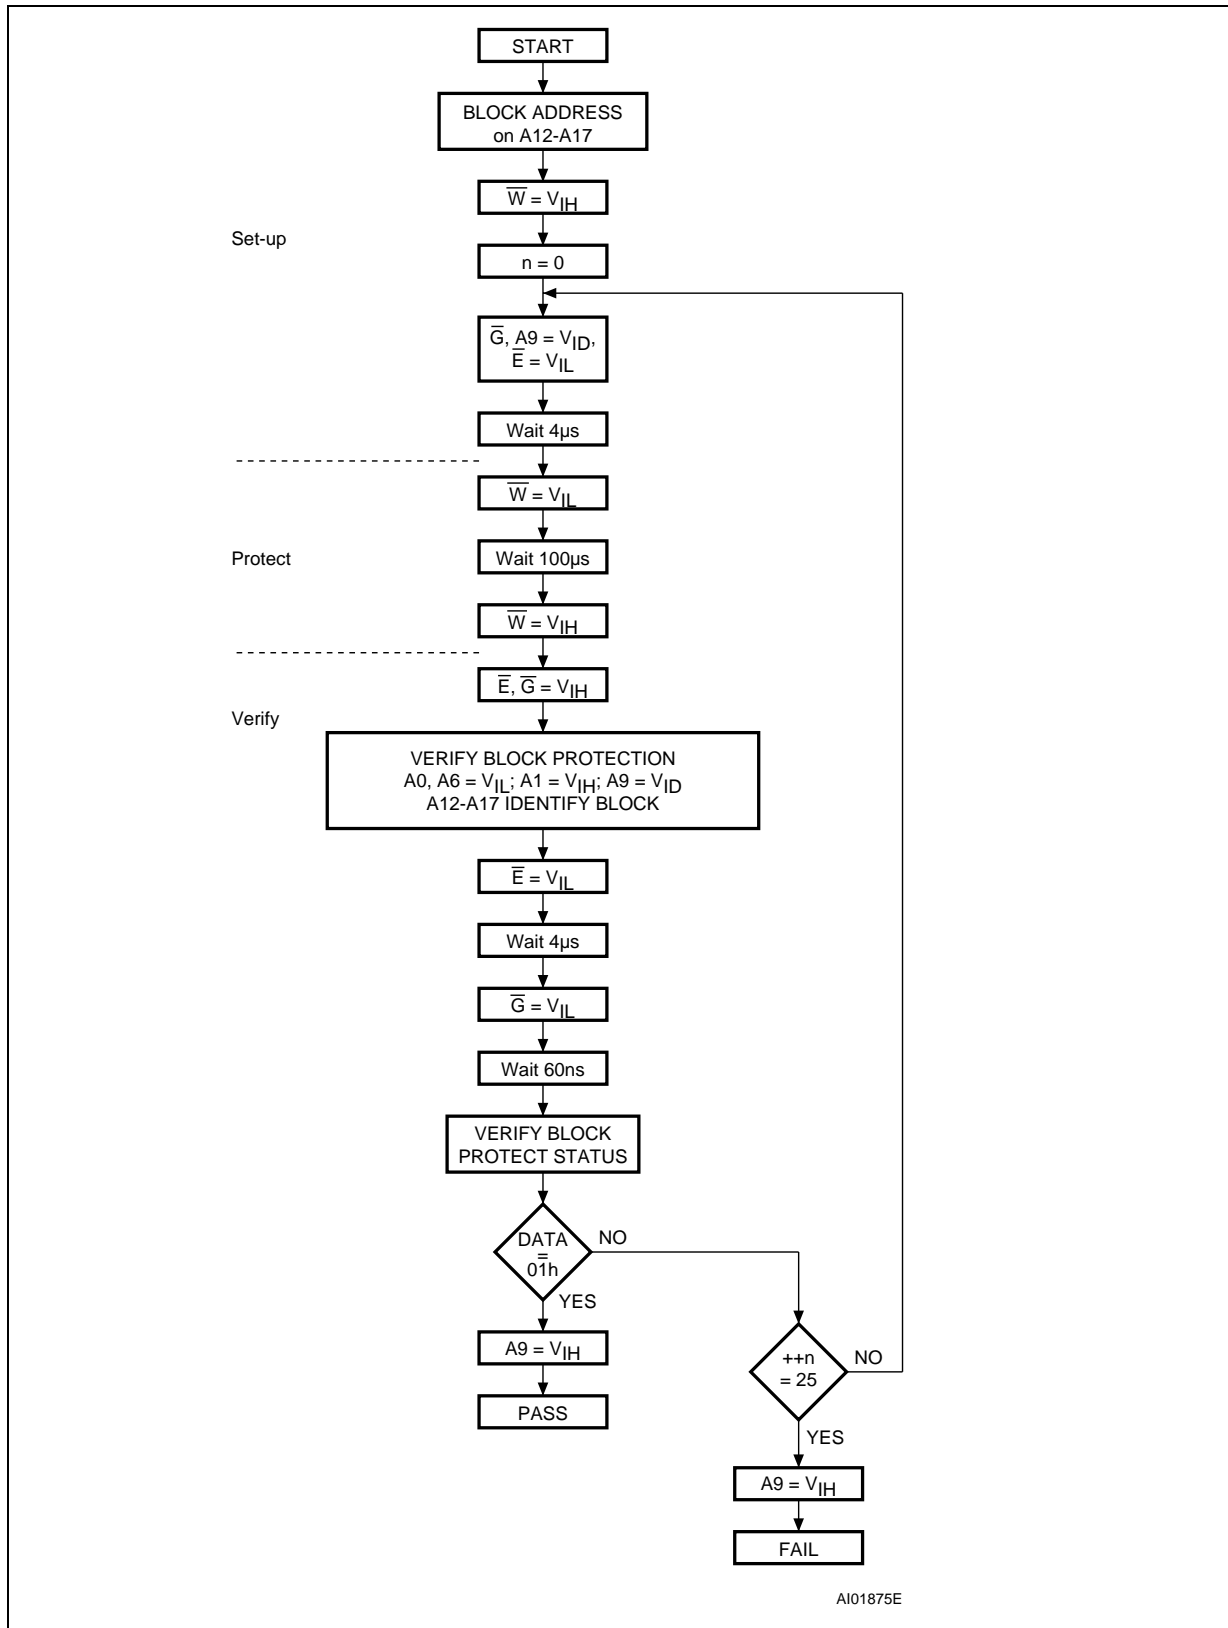 START
BLOCK ADDRESS
on A12-A17
W̅ = VIH
Set-up
n = 0
G̅, A9 = VID,
E̅ = VIL
Wait 4µs
W̅ = VIL
Protect
Wait 100µs
W̅ = VIH
E̅, G̅ = VIH
Verify
VERIFY BLOCK PROTECTION
A0, A6 = VIL; A1 = VIH; A9 = VID
A12-A17 IDENTIFY BLOCK
E̅ = VIL
Wait 4µs
G̅ = VIL
Wait 60ns
VERIFY BLOCK
PROTECT STATUS
DATA
=
01h
NO
YES
A9 = VIH
PASS
++n
= 25
NO
YES
A9 = VIH
FAIL
AI01875E